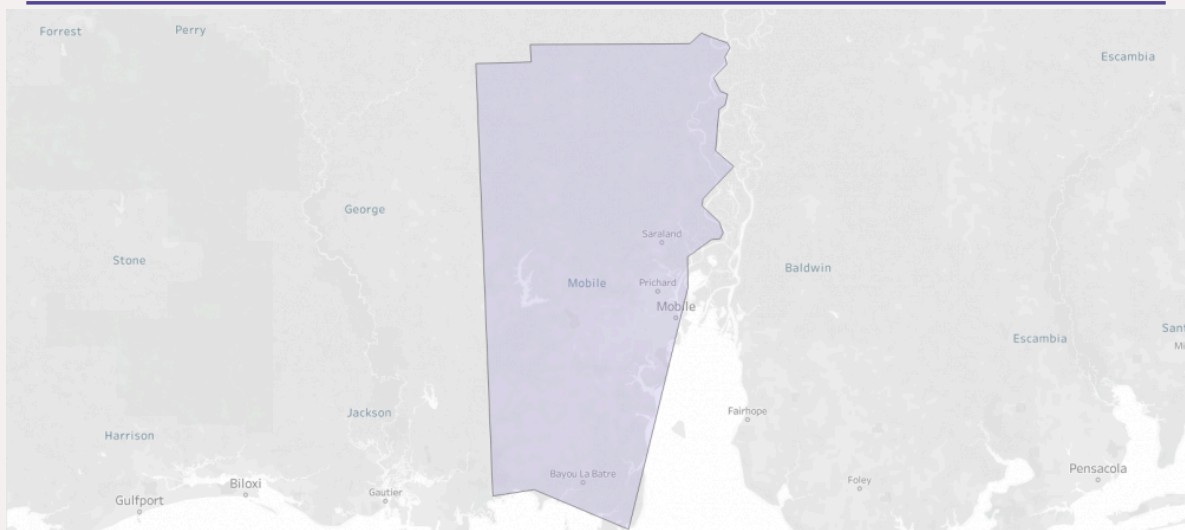 Forrest
Perry
Escambia
George
Saraland
Stone
Baldwin
Mobile
Prichard
Mobile
Escambia
Jackson
Fairhope
Harrison
Bayou La Batre
Pensacola
Biloxi
Gautier
Foley
Gulfport